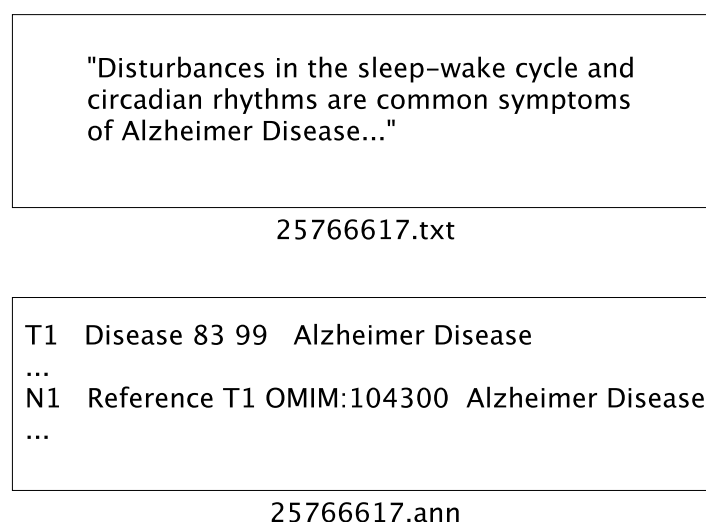 "Disturbances in the sleep–wake cycle and
circadian rhythms are common symptoms
of Alzheimer Disease..."
25766617.txt
T1 Disease 83 99 Alzheimer Disease
...
N1 Reference T1 OMIM:104300 Alzheimer Disease
...
25766617.ann